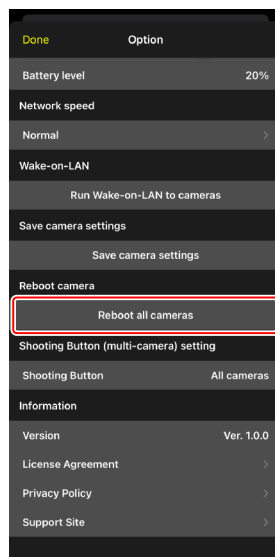 Done Option
Battery level 20%
Network speed
Normal
Wake-on-LAN
Run Wake-on-LAN to cameras
Save camera settings
Save camera settings
Reboot camera
Reboot all cameras
Shooting Button (multi-camera) setting
Shooting Button All cameras
Information
Version Ver. 1.0.0
License Agreement
Privacy Policy
Support Site